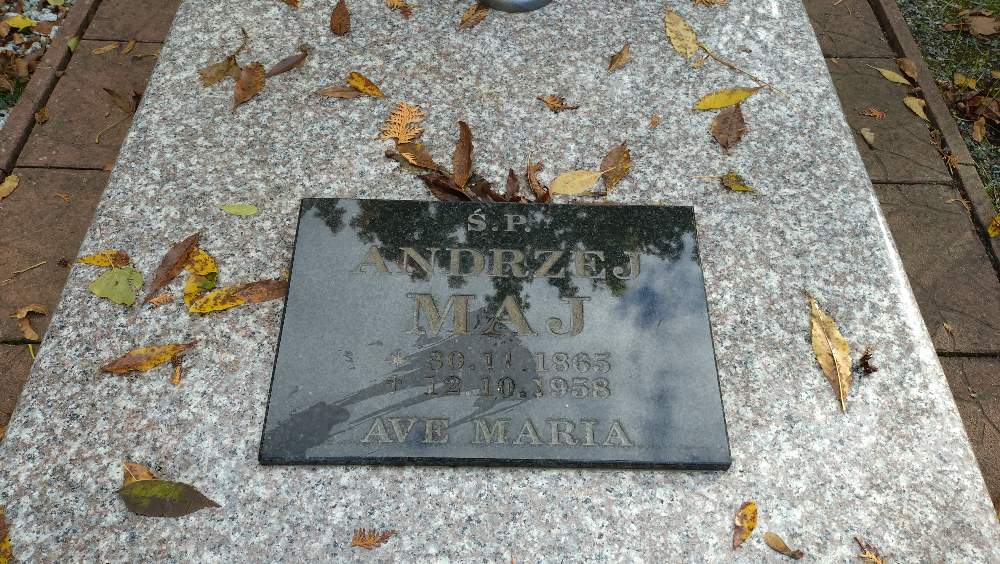 Ś.P.
ANDRZEJ
MAJ
* 30.11.1865
† 12.10.1958
AVE MARIA